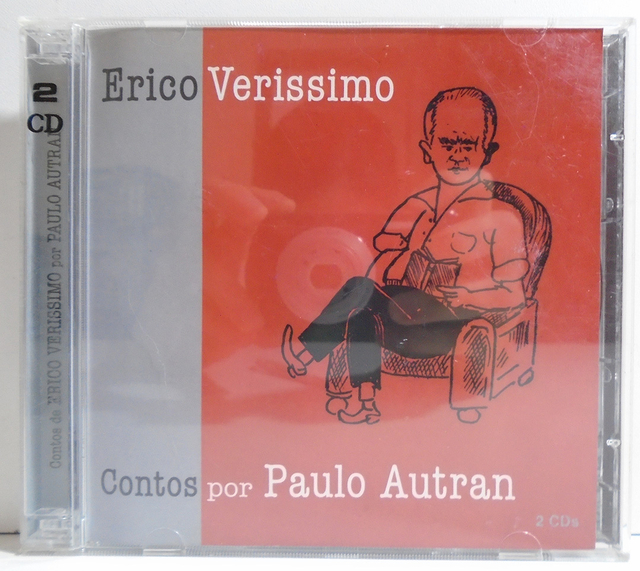 Erico Verissimo
Contos por Paulo Autran
2 CDs
2
CD
Contos de ERICO VERISSIMO por PAULO AUTRAN